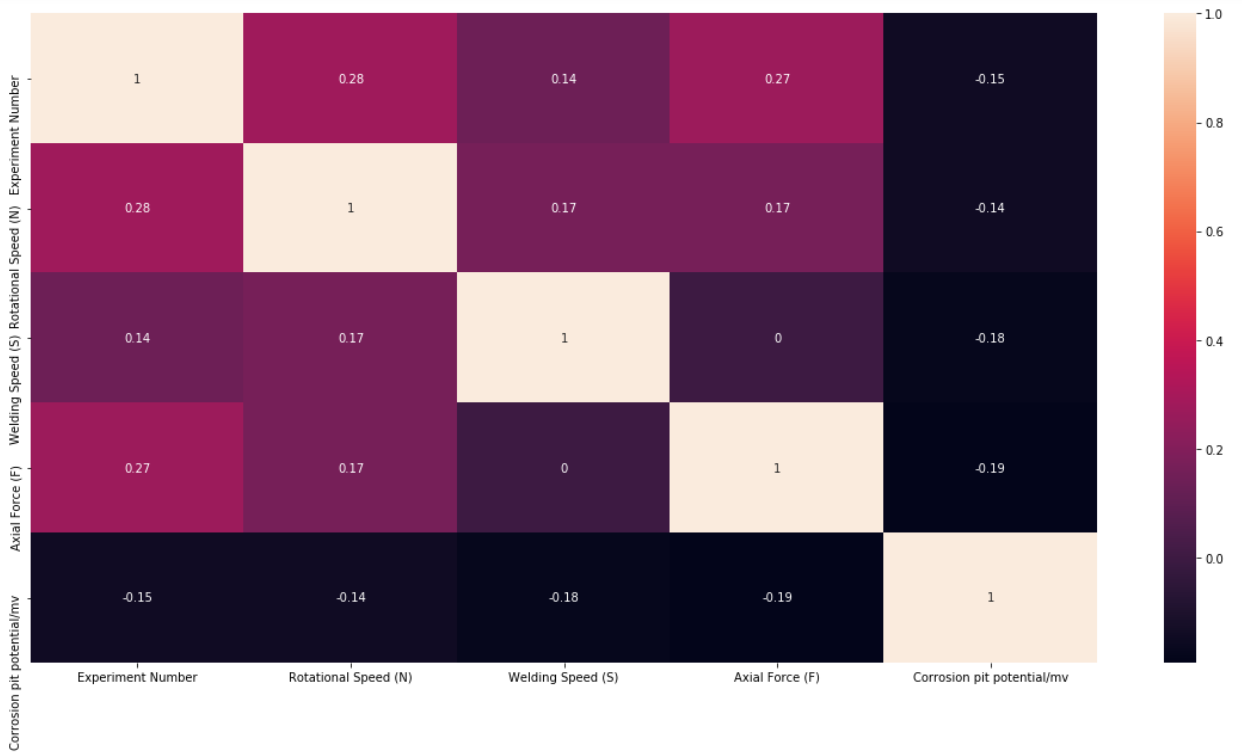 Experiment Number 1 0.28 0.14 0.27 -0.15
Rotational Speed (N) 0.28 1 0.17 0.17 -0.14
Welding Speed (S) 0.14 0.17 1 0 -0.18
Axial Force (F) 0.27 0.17 0 1 -0.19
Corrosion pit potential/mv -0.15 -0.14 -0.18 -0.19 1
Experiment Number Rotational Speed (N) Welding Speed (S) Axial Force (F) Corrosion pit potential/mv
1.0
0.8
0.6
0.4
0.2
0.0